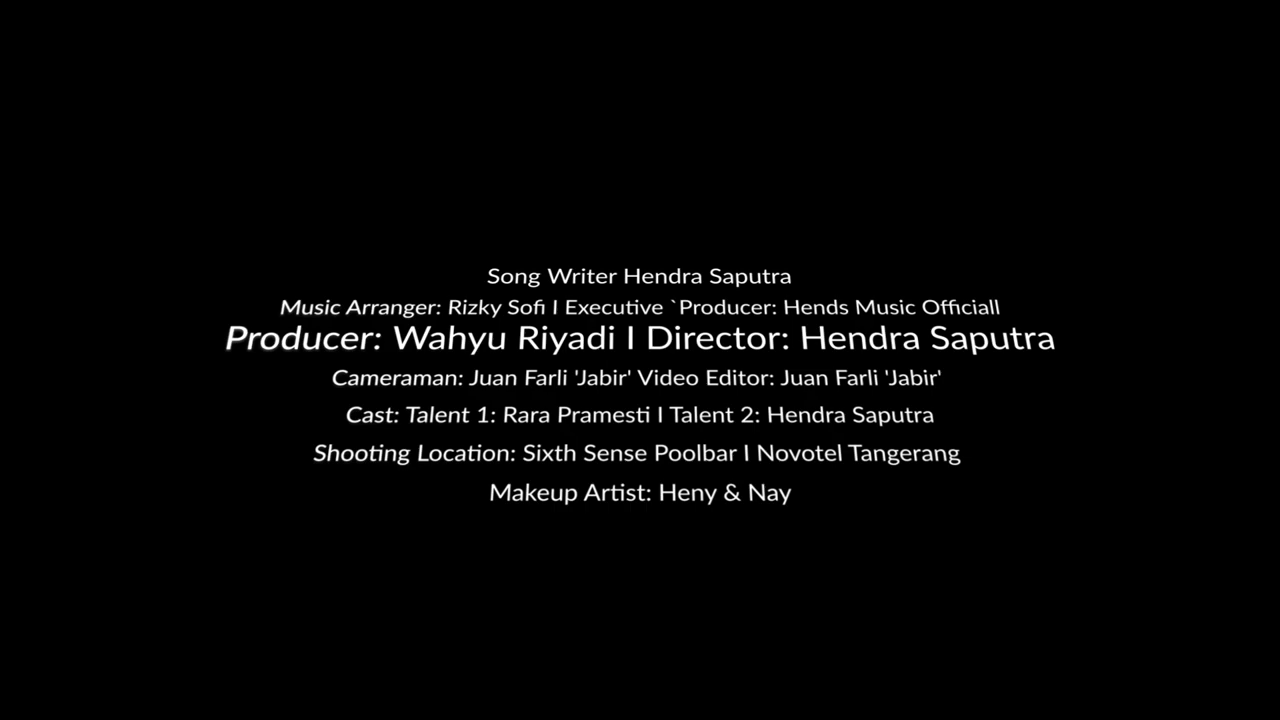 Song Writer Hendra Saputra
Music Arranger: Rizky Sofi I Executive `Producer: Hends Music Officiall
Producer: Wahyu Riyadi I Director: Hendra Saputra
Cameraman: Juan Farli 'Jabir' Video Editor: Juan Farli 'Jabir'
Cast: Talent 1: Rara Pramesti I Talent 2: Hendra Saputra
Shooting Location: Sixth Sense Poolbar I Novotel Tangerang
Makeup Artist: Heny & Nay